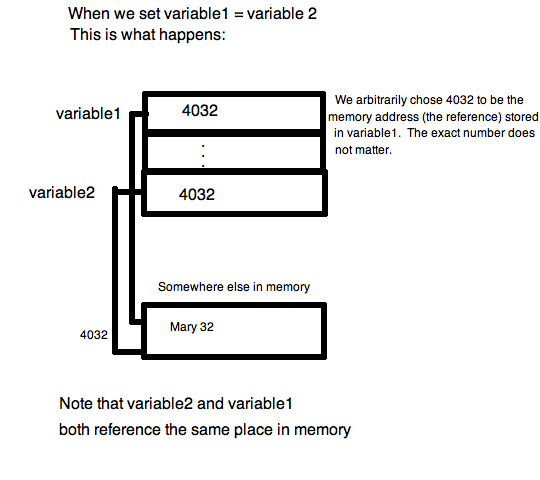 When we set variable1 = variable 2
This is what happens:
variable1
4032
We arbitrarily chose 4032 to be the
memory address (the reference) stored
in variable1. The exact number does
not matter.
.
.
.
variable2
4032
Somewhere else in memory
Mary 32
4032
Note that variable2 and variable1
both reference the same place in memory